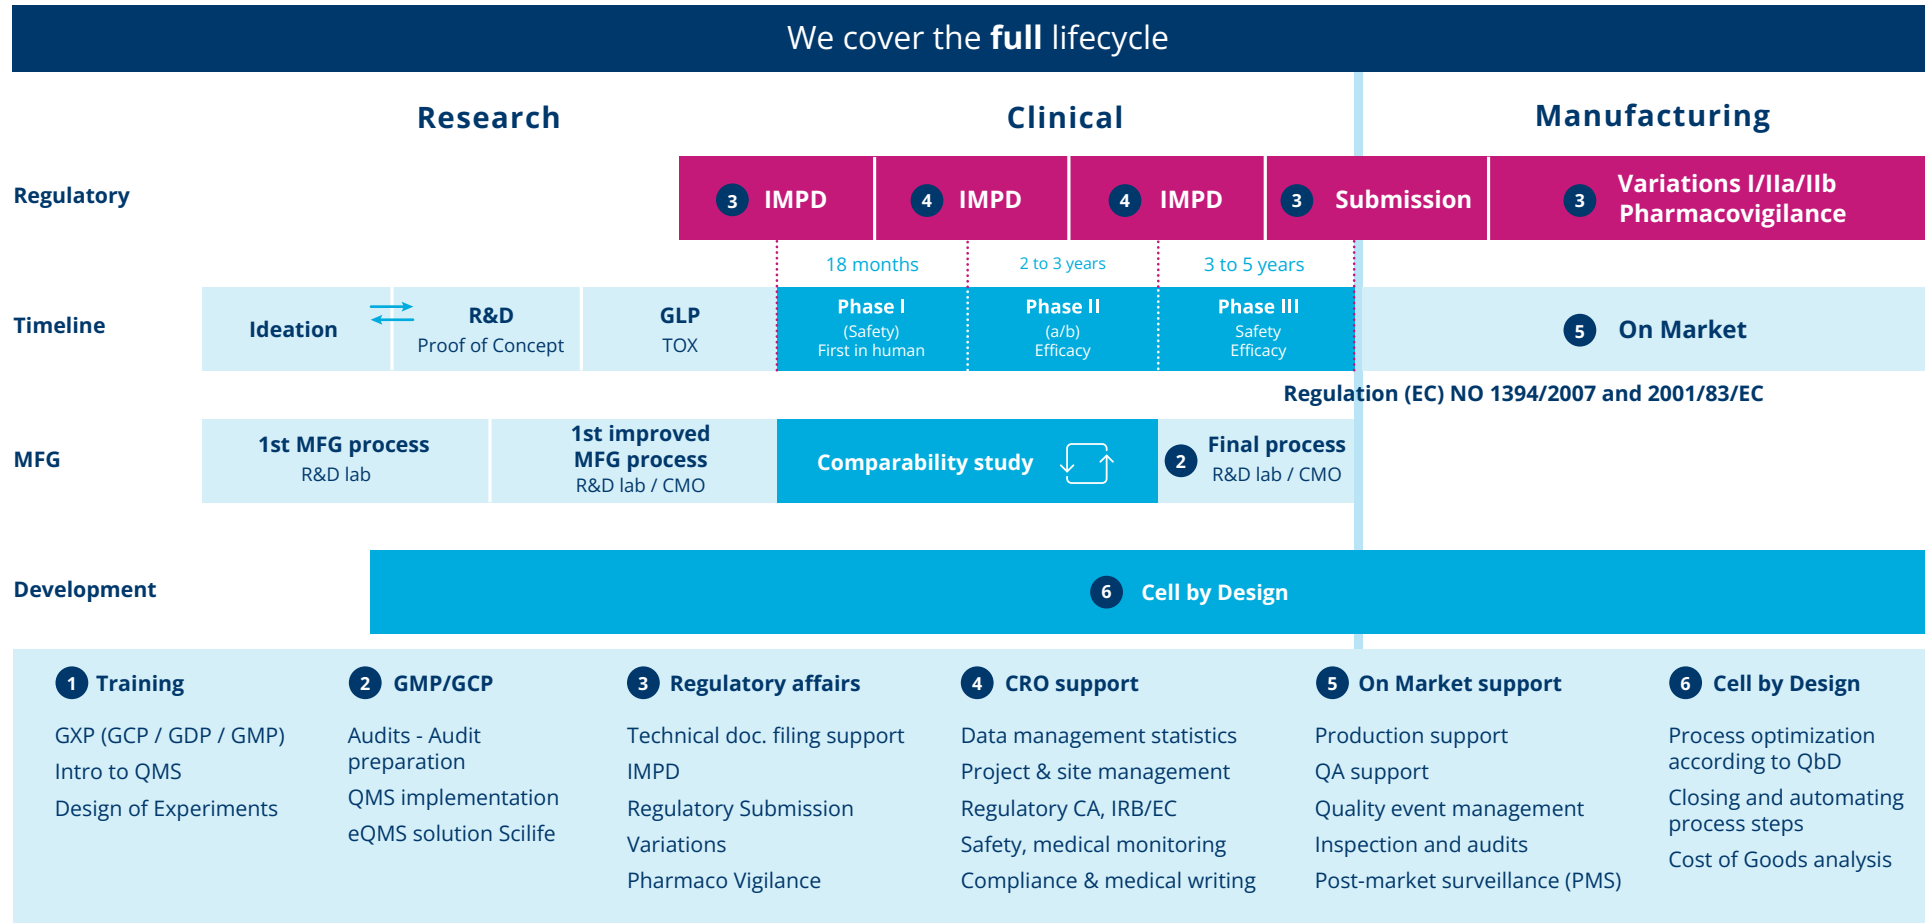 We cover the full lifecycle
Research
Clinical
Manufacturing
Regulatory
3 IMPD
4 IMPD
4 IMPD
3 Submission
3 Variations I/IIa/IIb
Pharmacovigilance
18 months
2 to 3 years
3 to 5 years
Timeline
Ideation
R&D
Proof of Concept
GLP
TOX
Phase I
(Safety)
First in human
Phase II
(a/b)
Efficacy
Phase III
Safety
Efficacy
5 On Market
Regulation (EC) NO 1394/2007 and 2001/83/EC
MFG
1st MFG process
R&D lab
1st improved
MFG process
R&D lab / CMO
Comparability study
2 Final process
R&D lab / CMO
Development
6 Cell by Design
1 Training
GXP (GCP / GDP / GMP)
Intro to QMS
Design of Experiments
2 GMP/GCP
Audits - Audit
preparation
QMS implementation
eQMS solution Scilife
3 Regulatory affairs
Technical doc. filing support
IMPD
Regulatory Submission
Variations
Pharmaco Vigilance
4 CRO support
Data management statistics
Project & site management
Regulatory CA, IRB/EC
Safety, medical monitoring
Compliance & medical writing
5 On Market support
Production support
QA support
Quality event management
Inspection and audits
Post-market surveillance (PMS)
6 Cell by Design
Process optimization
according to QbD
Closing and automating
process steps
Cost of Goods analysis